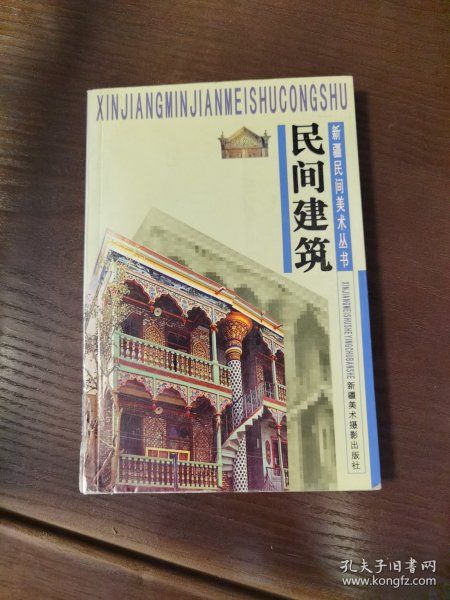 XINJIANGMINJIANMEISHUCONGSHU
新疆民间美术丛书
民间建筑
XINJIANGMEISHUSHEYINGCHUBANSHE
新疆美术摄影出版社
孔夫子旧书网
www.kongfz.com